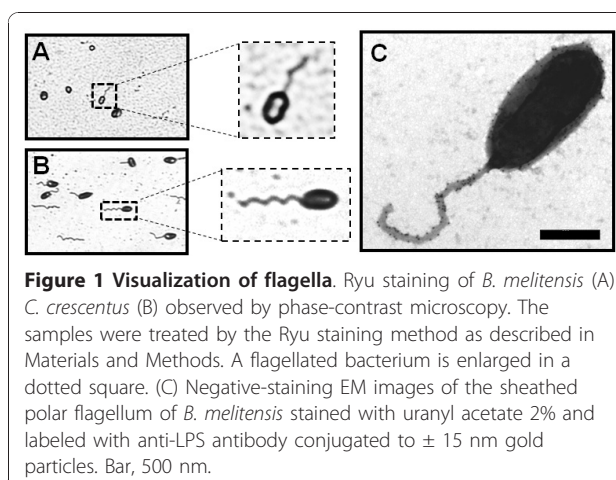 A
B
C
Figure 1 Visualization of flagella. Ryu staining of B. melitensis (A)
C. crescentus (B) observed by phase-contrast microscopy. The
samples were treated by the Ryu staining method as described in
Materials and Methods. A flagellated bacterium is enlarged in a
dotted square. (C) Negative-staining EM images of the sheathed
polar flagellum of B. melitensis stained with uranyl acetate 2% and
labeled with anti-LPS antibody conjugated to ± 15 nm gold
particles. Bar, 500 nm.